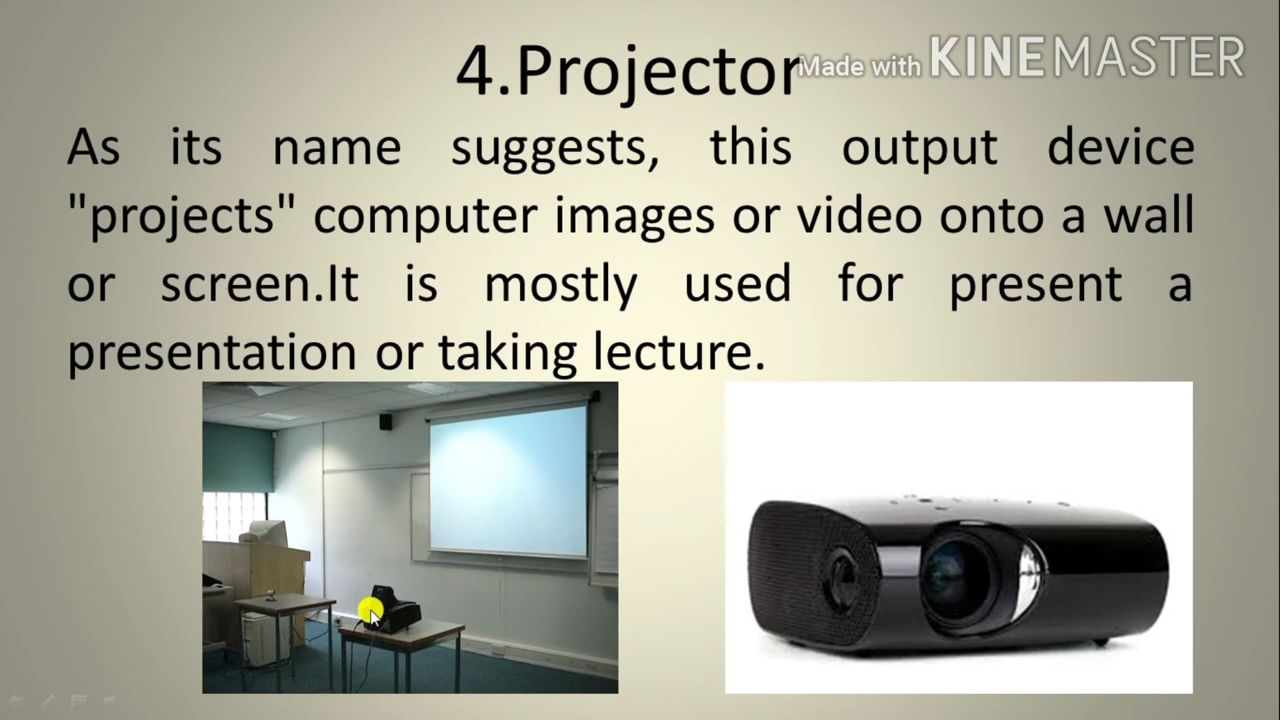 4.Projector
Made with KINEMASTER
As its name suggests, this output device
"projects" computer images or video onto a wall
or screen.It is mostly used for present a
presentation or taking lecture.